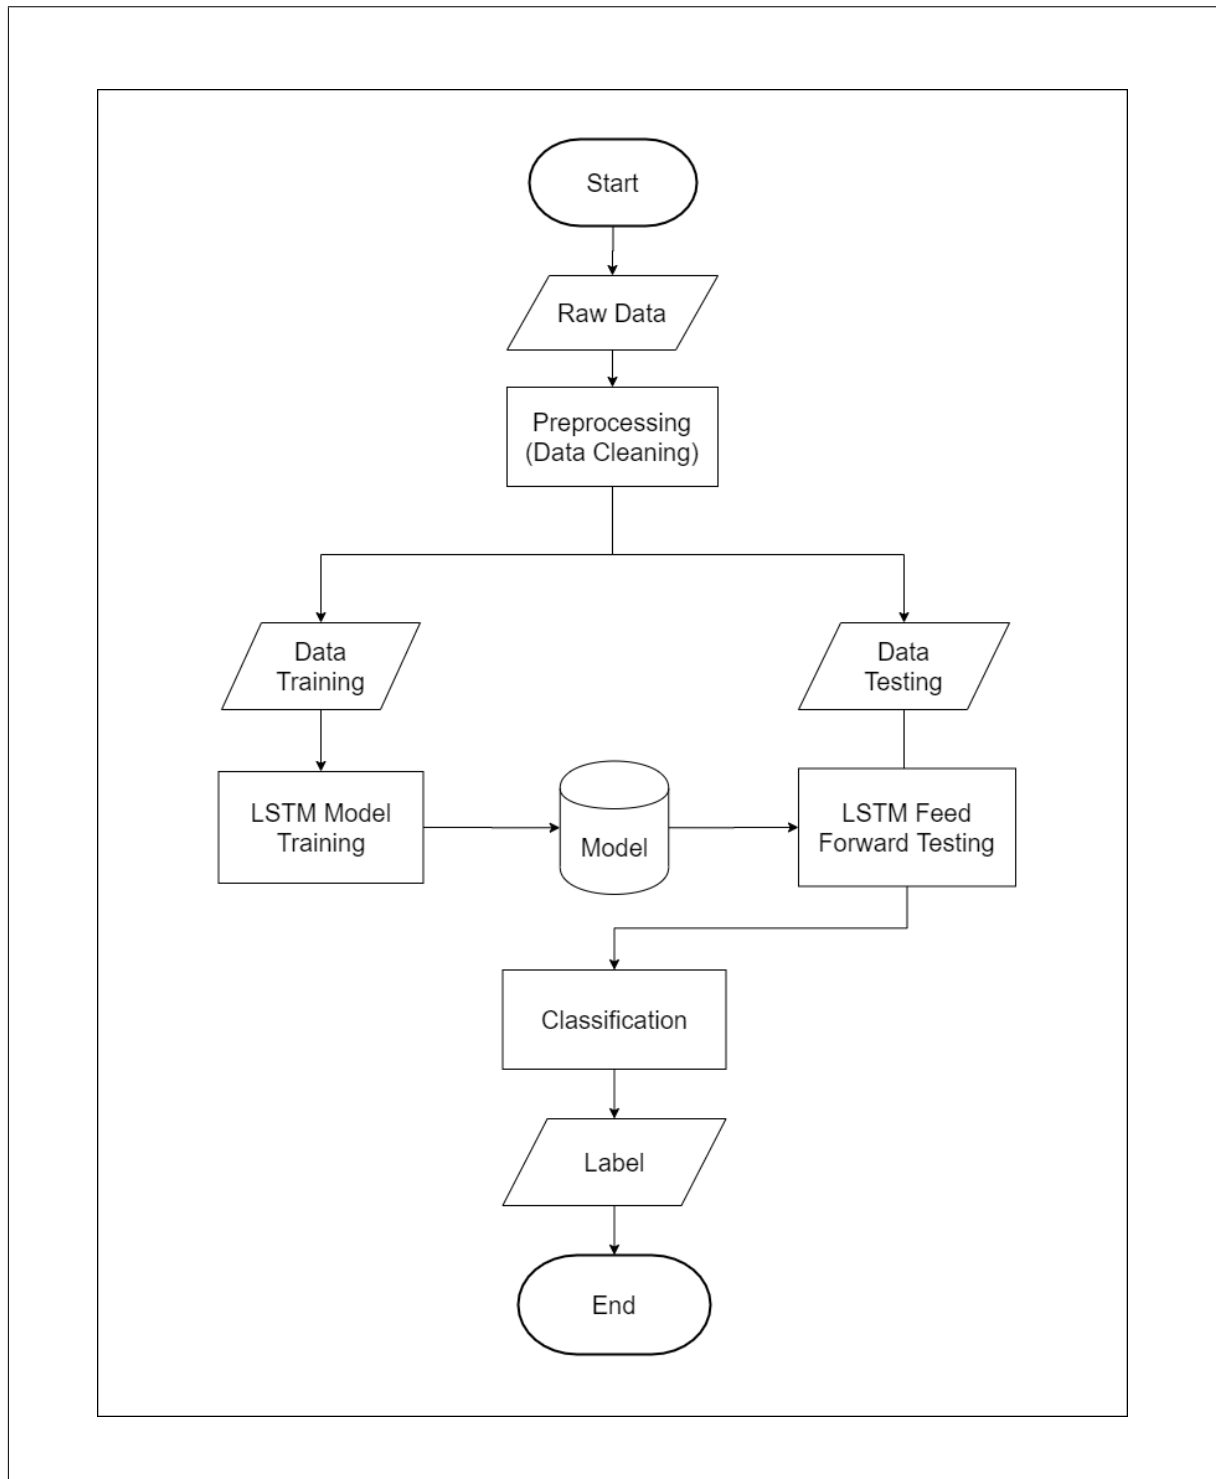 Start
Raw Data
Preprocessing
(Data Cleaning)
Data
Training
Data
Testing
LSTM Model
Training
Model
LSTM Feed
Forward Testing
Classification
Label
End